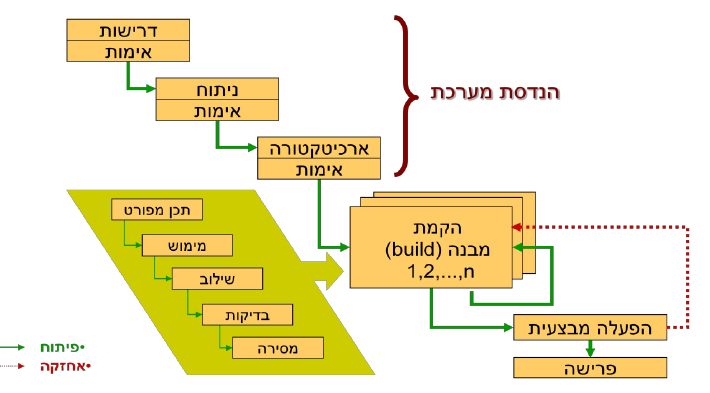 דרישות
אימות
ניתוח
אימות
ארכיטקטורה
אימות
הנדסת מערכת
תכן מפורט
מימוש
שילוב
בדיקות
מסירה
הקמת
מבנה (build)
1,2,...,n
הפעלה מבצעית
פרישה
•פיתוח
•אחזקה